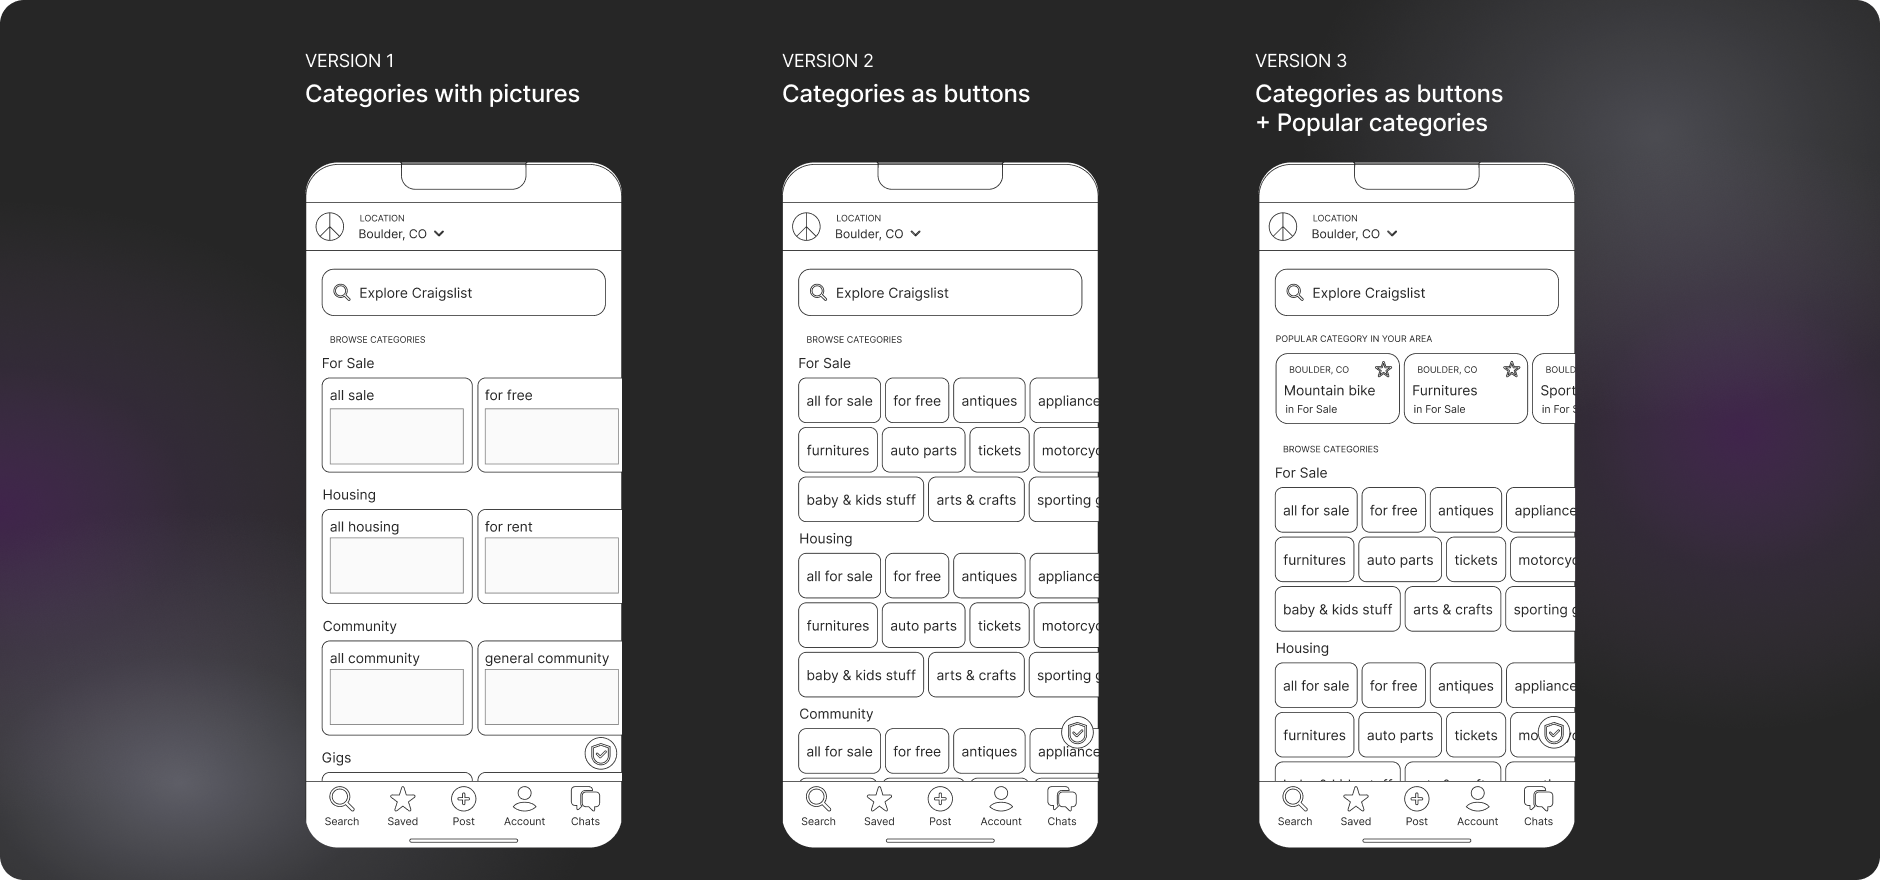 VERSION 1
Categories with pictures
LOCATION
Boulder, CO
Explore Craigslist
BROWSE CATEGORIES
For Sale
all sale
for free
Housing
all housing
for rent
Community
all community
general community
Gigs
Search
Saved
Post
Account
Chats
VERSION 2
Categories as buttons
LOCATION
Boulder, CO
Explore Craigslist
BROWSE CATEGORIES
For Sale
all for sale
for free
antiques
appliance
furnitures
auto parts
tickets
motorcyc
baby & kids stuff
arts & crafts
sporting g
Housing
all for sale
for free
antiques
appliance
furnitures
auto parts
tickets
motorcyc
baby & kids stuff
arts & crafts
sporting g
Community
all for sale
for free
antiques
appliance
Search
Saved
Post
Account
Chats
VERSION 3
Categories as buttons
+ Popular categories
LOCATION
Boulder, CO
Explore Craigslist
POPULAR CATEGORY IN YOUR AREA
BOULDER, CO
Mountain bike
in For Sale
BOULDER, CO
Furnitures
in For Sale
BOULD
Sport
in For S
BROWSE CATEGORIES
For Sale
all for sale
for free
antiques
appliance
furnitures
auto parts
tickets
motorcyc
baby & kids stuff
arts & crafts
sporting g
Housing
all for sale
for free
antiques
appliance
furnitures
auto parts
tickets
mo
Search
Saved
Post
Account
Chats